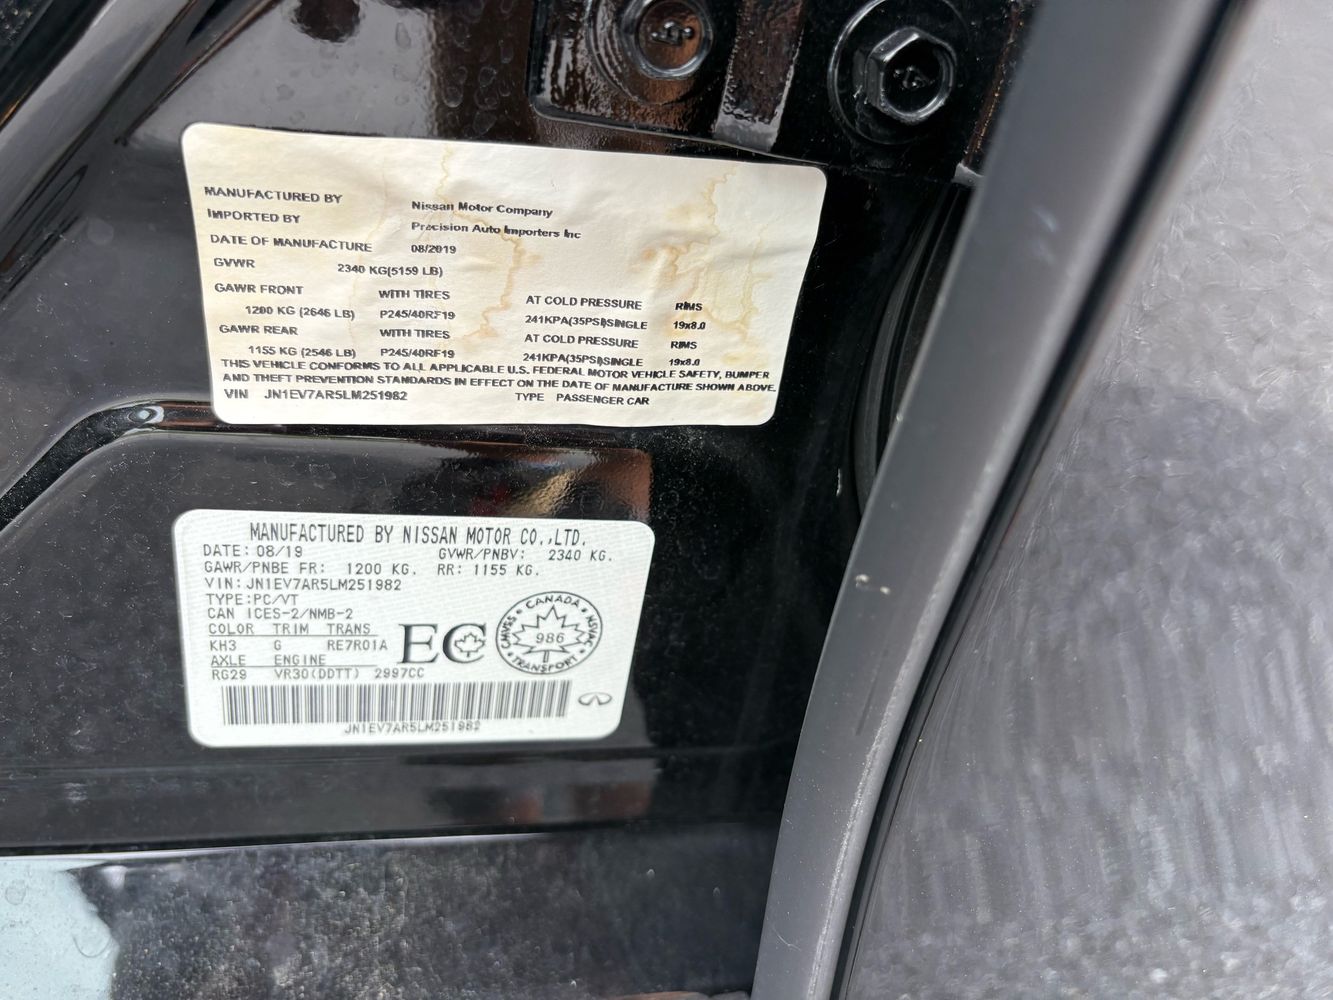 MANUFACTURED BY Nissan Motor Company
IMPORTED BY Precision Auto Importers Inc
DATE OF MANUFACTURE 08/2019
GVWR 2340 KG(5159 LB)
GAWR FRONT WITH TIRES AT COLD PRESSURE RIMS
1200 KG (2646 LB) P245/40RF19 241KPA(35PSI)SINGLE 19x8.0
GAWR REAR WITH TIRES AT COLD PRESSURE RIMS
1155 KG (2546 LB) P245/40RF19 241KPA(35PSI)SINGLE 19x8.0
THIS VEHICLE CONFORMS TO ALL APPLICABLE U.S. FEDERAL MOTOR VEHICLE SAFETY, BUMPER
AND THEFT PREVENTION STANDARDS IN EFFECT ON THE DATE OF MANUFACTURE SHOWN ABOVE.
VIN JN1EV7AR5LM251982 TYPE PASSENGER CAR
MANUFACTURED BY NISSAN MOTOR CO.,LTD.
DATE: 08/19 GVWR/PNBV: 2340 KG.
GAWR/PNBE FR: 1200 KG. RR: 1155 KG.
VIN: JN1EV7AR5LM251982
TYPE:PC/VT
CAN ICES-2/NMB-2
COLOR TRIM TRANS
KH3 G RE7R01A
AXLE ENGINE
RG29 VR30(DDTT) 2997CC
EC
CANADA
CMVSS 986 NSVAC
TRANSPORT
JN1EV7AR5LM251982